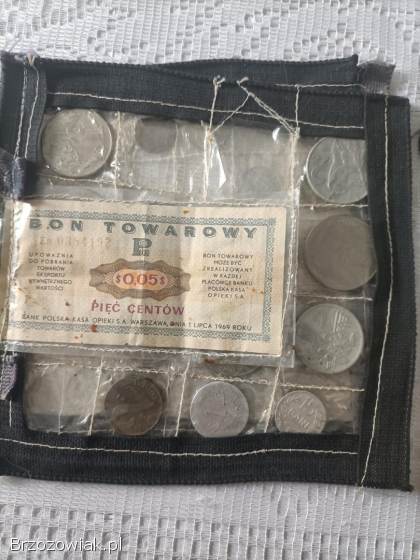 BON TOWAROWY
UPOWAŻNIA
DO POBRANIA
TOWARÓW
EKSPORTU
WEWNĘTRZNEGO
WARTOŚCI
$0,05$
BON TOWAROWY
MOŻE BYĆ
ZREALIZOWANY
W KAŻDEJ
PLACÓWCE BANKU
POLSKA KASA
OPIEKI S.A.
PIĘĆ CENTÓW
BANK POLSKA KASA OPIEKI S.A. WARSZAWA, DNIA 1 LIPCA 1969 ROKU
Brzozowiak.pl